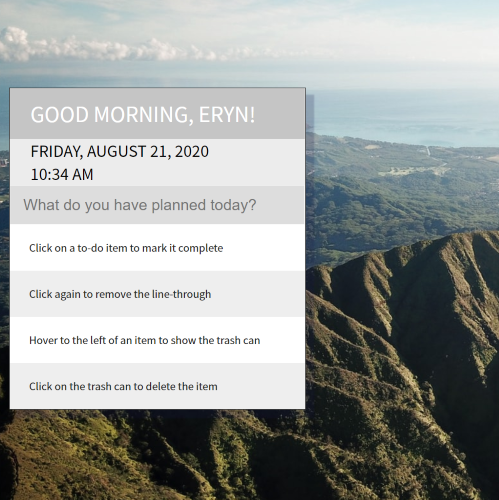 GOOD MORNING, ERYN!
FRIDAY, AUGUST 21, 2020
10:34 AM
What do you have planned today?
Click on a to-do item to mark it complete
Click again to remove the line-through
Hover to the left of an item to show the trash can
Click on the trash can to delete the item